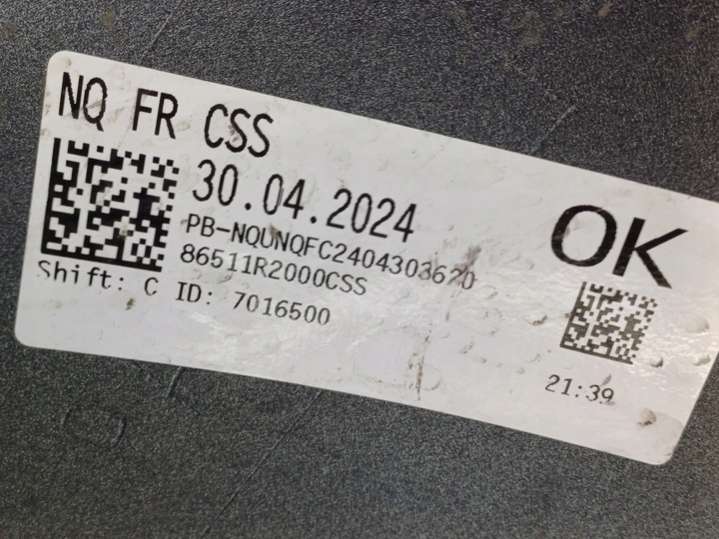 NQ FR CSS
30.04.2024
PB-NQUNQFC2404303620
86511R2000CSS
Shift: C ID: 7016500
OK
21:39